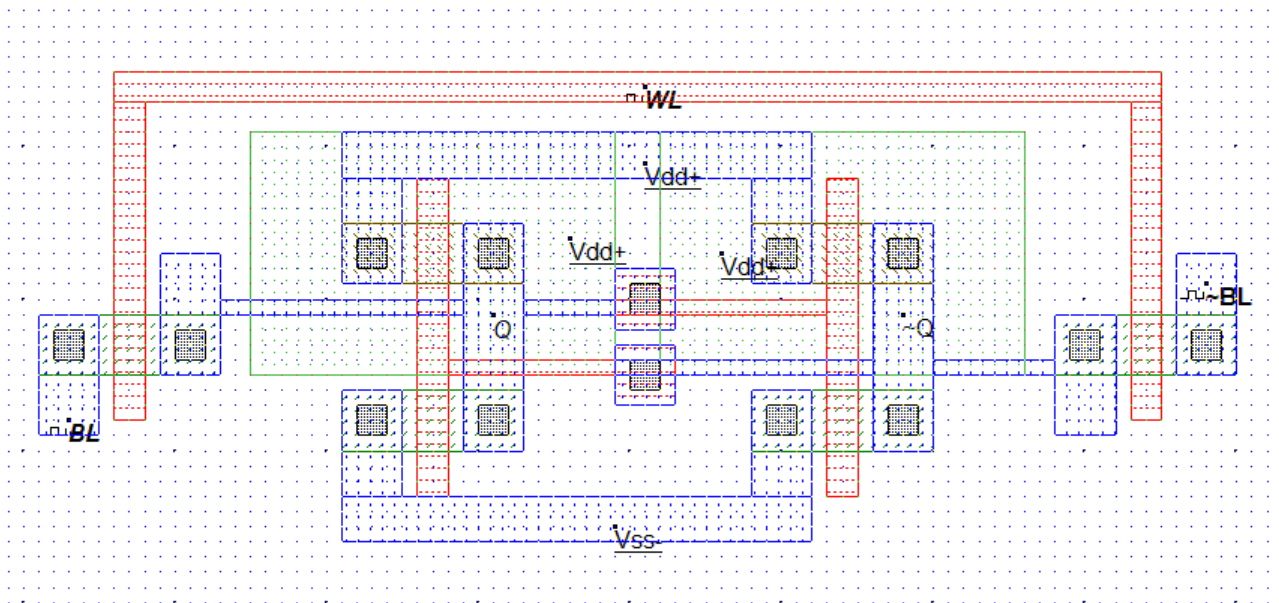 WL
Vdd+
Vdd+
Vdd+
~BL
Q
~Q
BL
Vss-